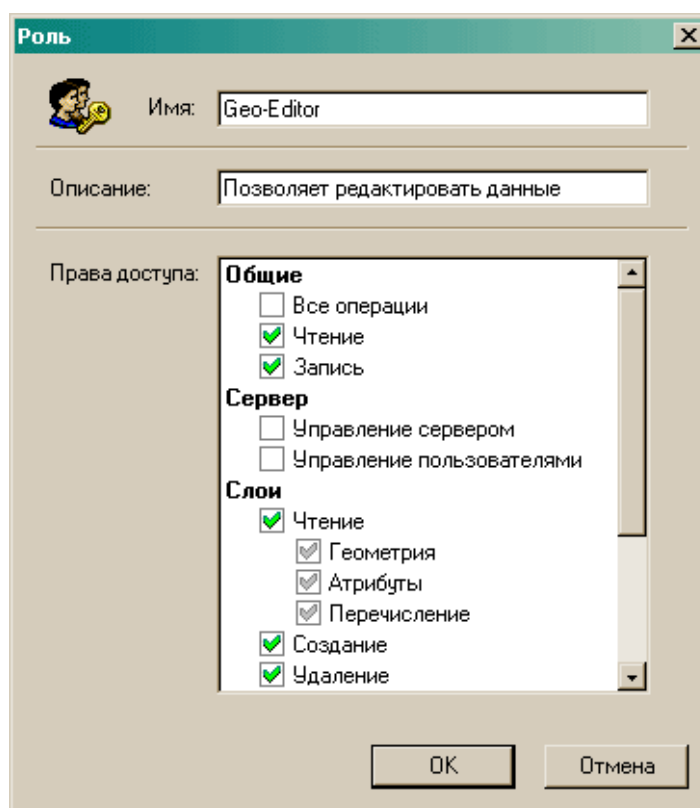 Роль
Имя: Geo-Editor
Описание: Позволяет редактировать данные
Права доступа: Общие
Все операции
Чтение
Запись
Сервер
Управление сервером
Управление пользователями
Слои
Чтение
Геометрия
Атрибуты
Перечисление
Создание
Удаление
OK Отмена